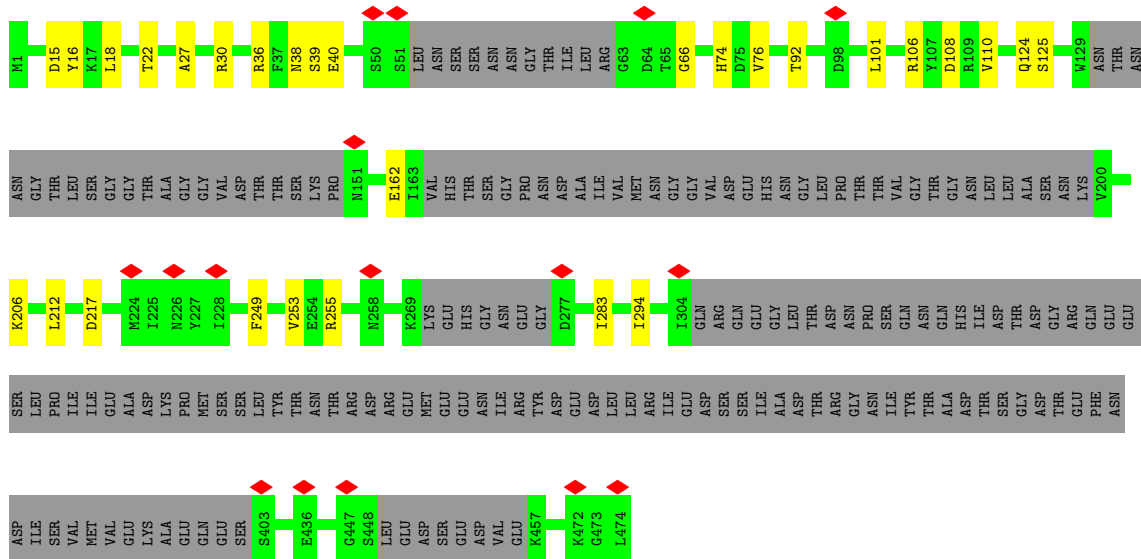 M1 D15 Y16 K17 L18 T22 A27 R30 R36 F37 N38 S39 E40 S50 S51 LEU ASN SER SER ASN ASN GLY THR ILE LEU ARG G63 D64 T65 G66 H74 D75 V76 T92 D98 L101 R106 Y107 D108 R109 V110 Q124 S125 W129 ASN THR ASN
ASN GLY THR LEU SER GLY GLY THR ALA GLY GLY VAL ASP THR THR SER LYS PRO N151 E162 I163 VAL HIS THR SER GLY PRO ASN ASP ALA ILE VAL MET ASN GLY GLY VAL ASP GLU HIS ASN GLY LEU PRO THR THR VAL GLY THR GLY ASN LEU LEU ALA SER ASN LYS V200
K206 L212 D217 M224 I225 N226 Y227 I228 F249 V253 E254 R255 N258 K269 LYS GLU HIS GLY ASN GLU GLY D277 I283 I294 I304 GLN ARG GLN GLU GLY LEU THR ASP ASN PRO SER GLN ASN GLN HIS ILE ASP THR ASP GLY ARG GLN GLU GLU
SER LEU PRO ILE ILE GLU ALA ASP LYS PRO MET SER SER LEU TYR THR ASN THR ARG ASP ARG GLU MET GLU GLU ASN ILE ARG TYR ASP GLU ASP LEU LEU ARG ILE GLU ASP SER SER ILE ALA ASP THR ARG GLY ASN ILE TYR THR ALA ASP THR SER GLY ASP THR GLU PHE ASN
ASP ILE SER VAL MET VAL GLU LYS ALA GLU GLN GLU SER S403 E436 G447 S448 LEU GLU ASP SER GLU ASP VAL GLU K457 K472 G473 L474